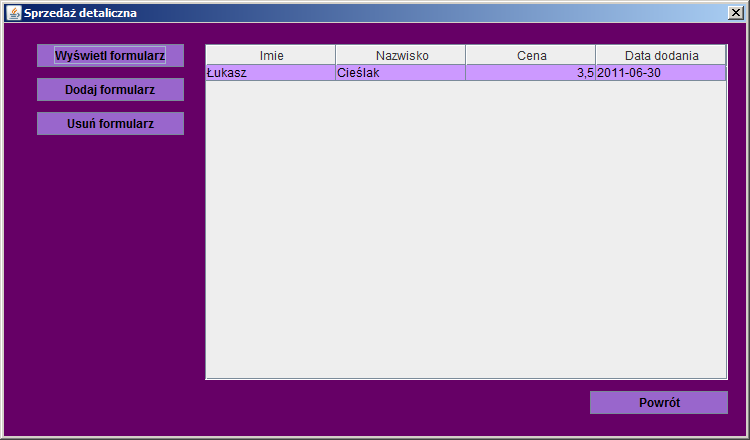 Sprzedaż detaliczna
Wyświetl formularz
Dodaj formularz
Usuń formularz
Imie Nazwisko Cena Data dodania
Łukasz Cieślak 3,5 2011-06-30
Powrót